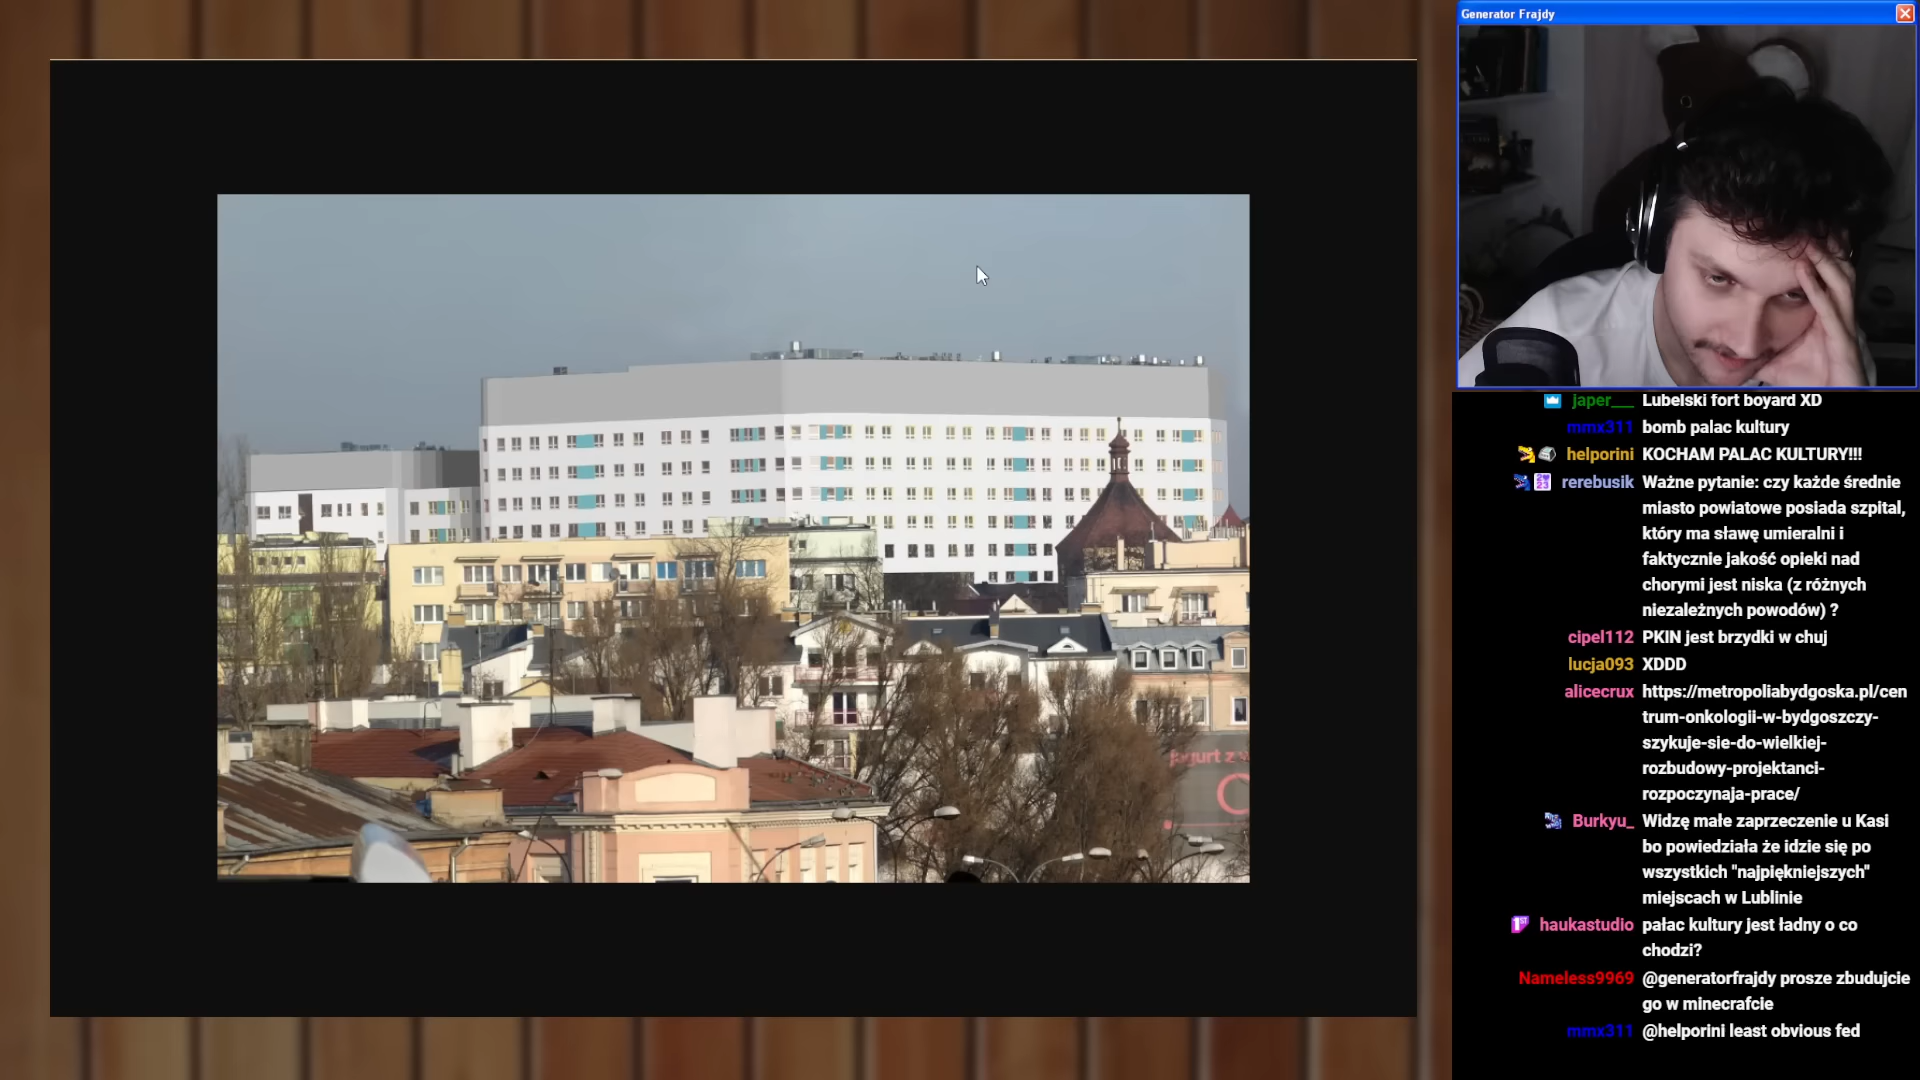 Generator Frajdy
japer___ Lubelski fort boyard XD
mmx311 bomb palac kultury
helporini KOCHAM PALAC KULTURY!!!
rerebusik Ważne pytanie: czy każde średnie
miasto powiatowe posiada szpital,
który ma sławę umieralni i
faktycznie jakość opieki nad
chorymi jest niska (z różnych
niezależnych powodów) ?
cipel112 PKIN jest brzydki w chuj
lucja093 XDDD
alicecrux https://metropoliabydgoska.pl/cen
trum-onkologii-w-bydgoszczy-
szykuje-sie-do-wielkiej-
rozbudowy-projektanci-
rozpoczynaja-prace/
Burkyu_ Widzę małe zaprzeczenie u Kasi
bo powiedziała że idzie się po
wszystkich "najpiękniejszych"
miejscach w Lublinie
haukastudio pałac kultury jest ładny o co
chodzi?
Nameless9969 @generatorfrajdy prosze zbudujcie
go w minecrafcie
mmx311 @helporini least obvious fed
jogurt z